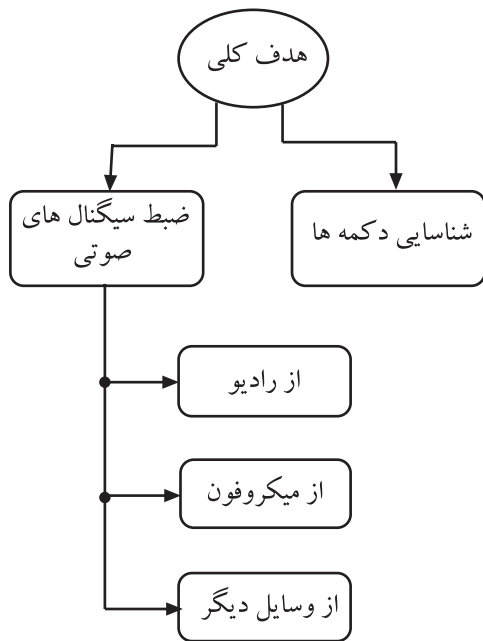 هدف کلی
شناسایی دکمه ها
ضبط سیگنال های
صوتی
از رادیو
از میکروفون
از وسایل دیگر